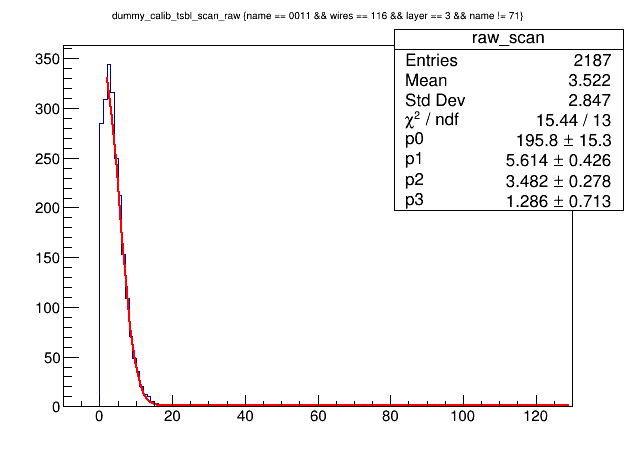 dummy_calib_tsbl_scan_raw {name == 0011 && wires == 116 && layer == 3 && name != 71}
raw_scan
Entries 2187
Mean 3.522
Std Dev 2.847
χ² / ndf 15.44 / 13
p0 195.8 ± 15.3
p1 5.614 ± 0.426
p2 3.482 ± 0.278
p3 1.286 ± 0.713
350
300
250
200
150
100
50
0
0 20 40 60 80 100 120